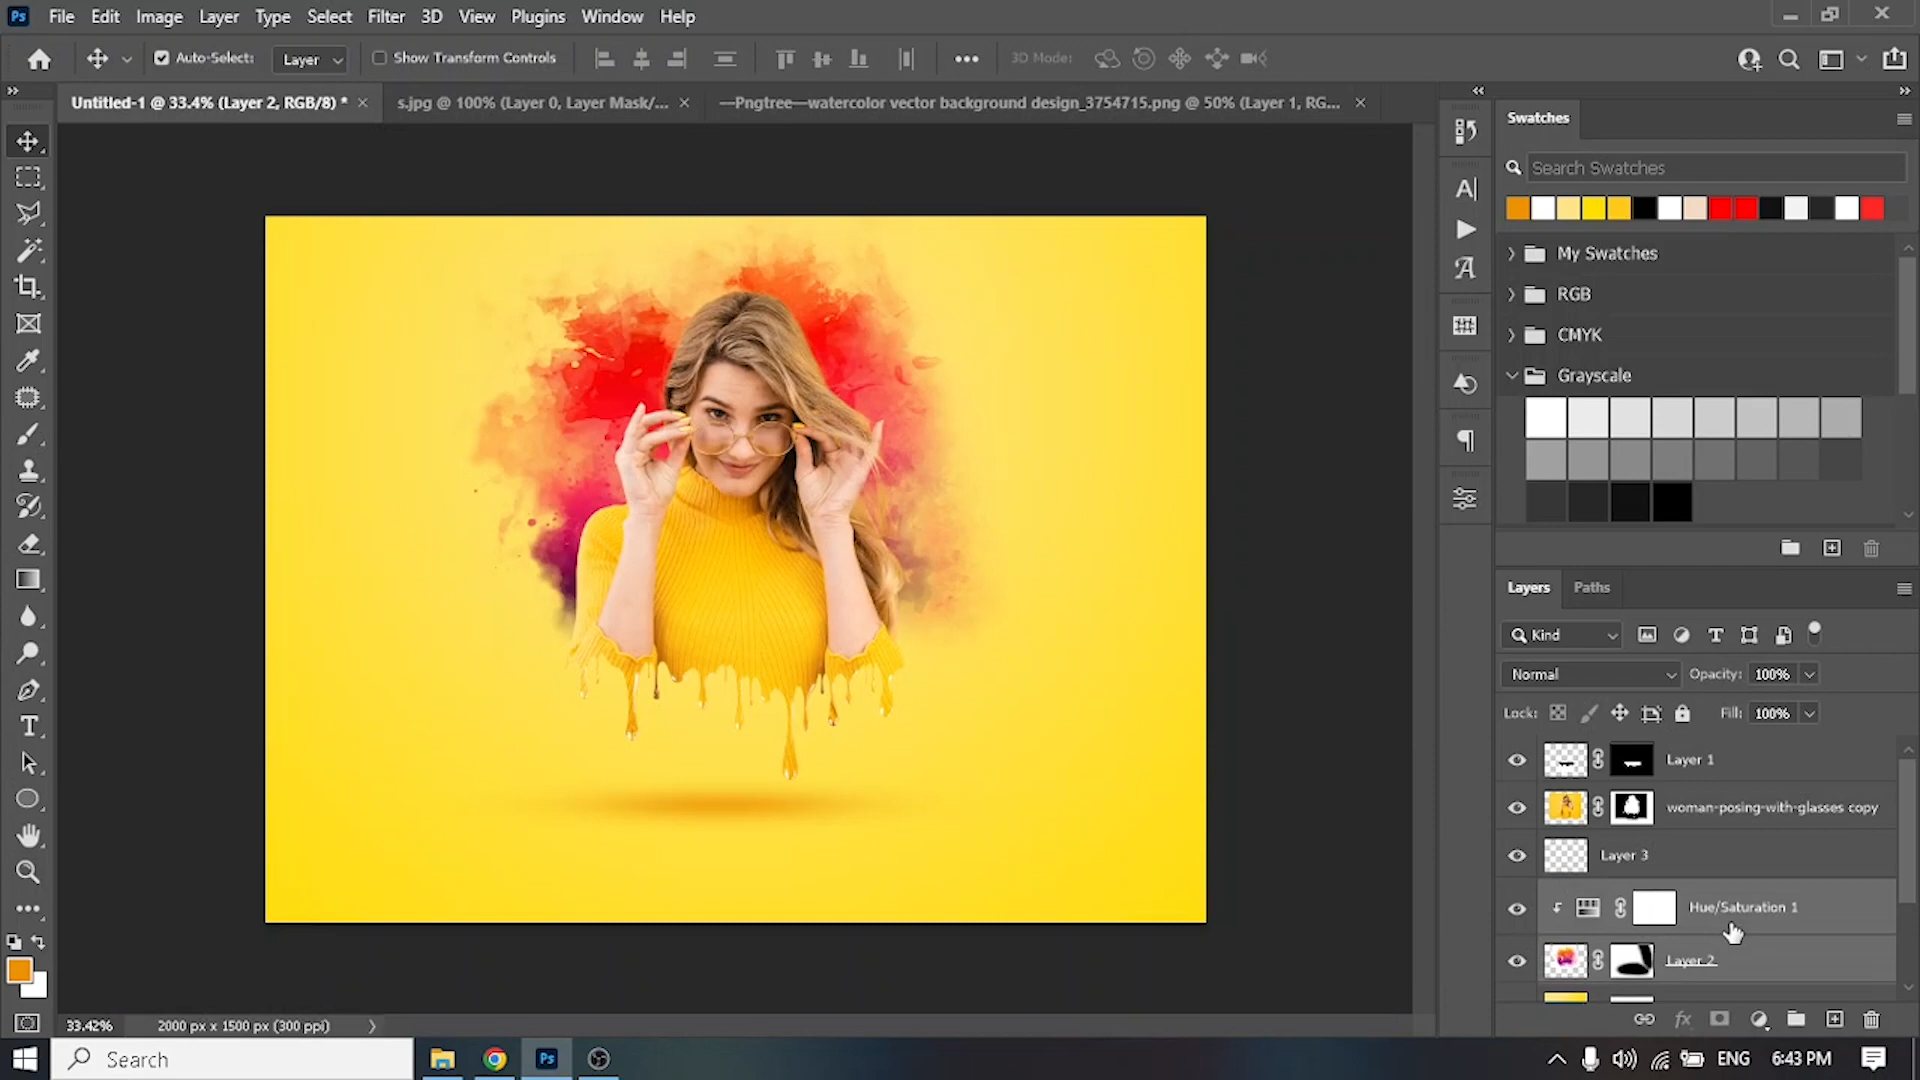 Ps File Edit Image Layer Type Select Filter 3D View Plugins Window Help
Auto-Select: Layer Show Transform Controls 3D Mode:
Untitled-1 @ 33.4% (Layer 2, RGB/8) * s.jpg @ 100% (Layer 0, Layer Mask/... —Pngtree—watercolor vector background design_3754715.png @ 50% (Layer 1, RG...
Swatches
Search Swatches
My Swatches
RGB
CMYK
Grayscale
Layers Paths
Kind
Normal Opacity: 100%
Lock: Fill: 100%
Layer 1
woman-posing-with-glasses copy
Layer 3
Hue/Saturation 1
Layer 2
33.42% 2000 px x 1500 px (300 ppi)
Search Ps ENG 6:43 PM